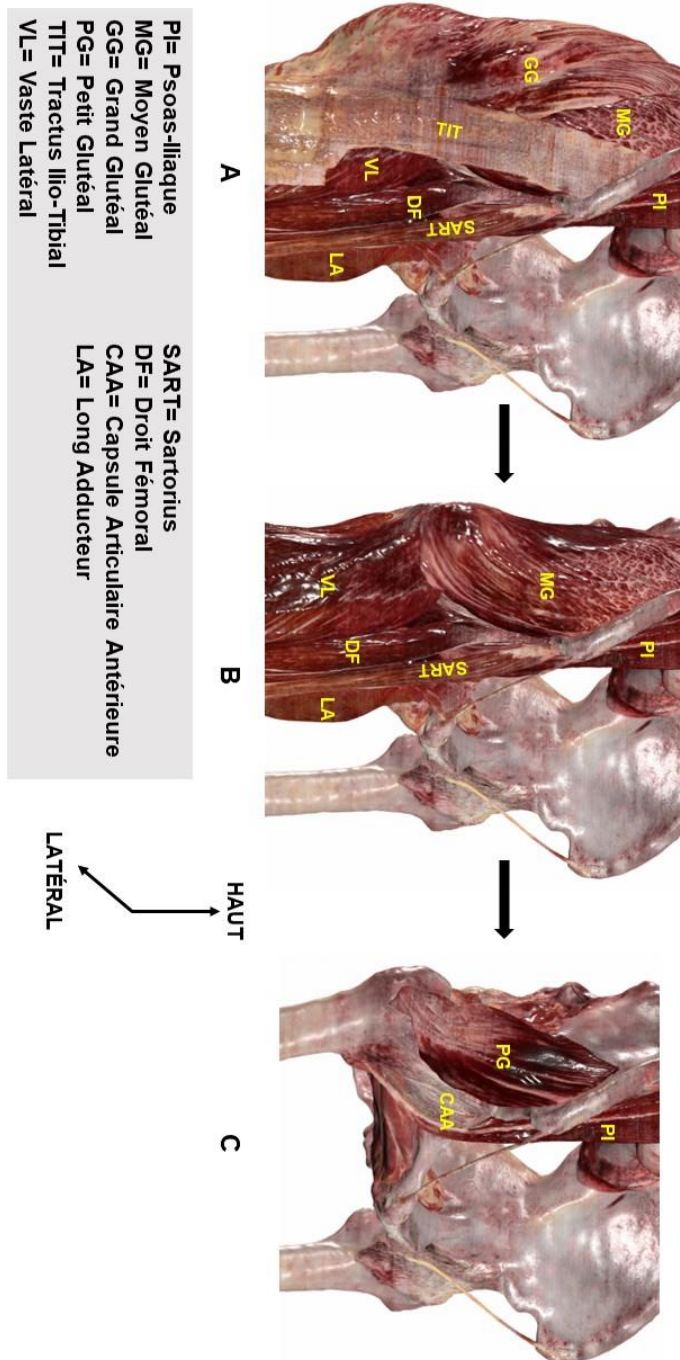 PI
MG
GG
TIT
SART
DF
VL
LA
A
PI
MG
SART
DF
VL
LA
B
PI
PG
CAA
C
HAUT
LATÉRAL
PI= Psoas-Iliaque
MG= Moyen Glutéal
GG= Grand Glutéal
PG= Petit Glutéal
TIT= Tractus Ilio-Tibial
VL= Vaste Latéral
SART= Sartorius
DF= Droit Fémoral
CAA= Capsule Articulaire Antérieure
LA= Long Adducteur